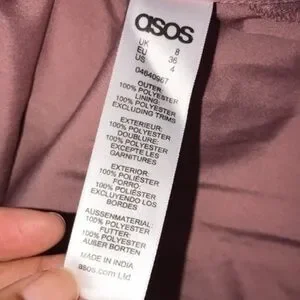 asos
UK 8
EU 36
US 4
04640967
OUTER:
100% POLYESTER
LINING:
100% POLYESTER
EXCLUDING TRIMS
EXTERIEUR:
100% POLYESTER
DOUBLURE:
100% POLYESTER
EXCEPTE LES
GARNITURES
EXTERIOR:
100% POLIÉSTER
FORRO:
100% POLIÉSTER
EXCLUYENDO LOS
BORDES
AUSSENMATERIAL:
100% POLYESTER
FUTTER:
100% POLYESTER
AUßER BORTEN
MADE IN INDIA
asos.com Ltd